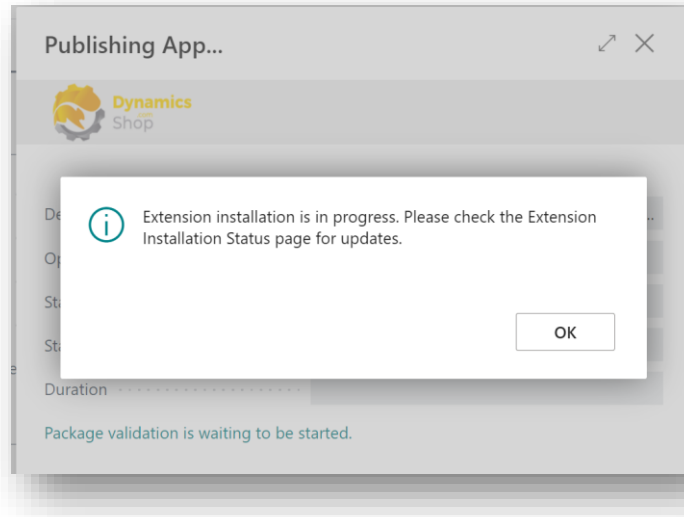 Publishing App...
Dynamics
Shop
Extension installation is in progress. Please check the Extension
Installation Status page for updates.
OK
Duration
Package validation is waiting to be started.